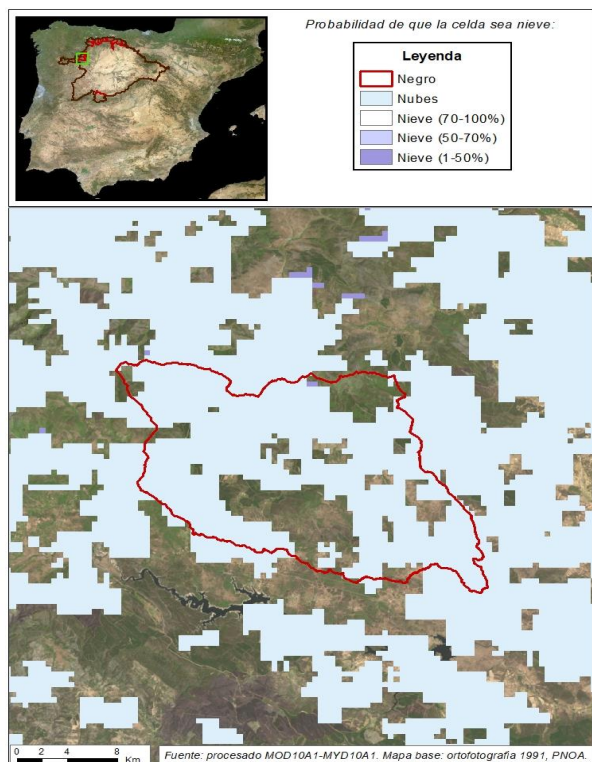 Probabilidad de que la celda sea nieve:
Leyenda
Negro
Nubes
Nieve (70-100%)
Nieve (50-70%)
Nieve (1-50%)
0 2 4 8
Km
Fuente: procesado MOD10A1-MYD10A1. Mapa base: ortofotografía 1991, PNOA.